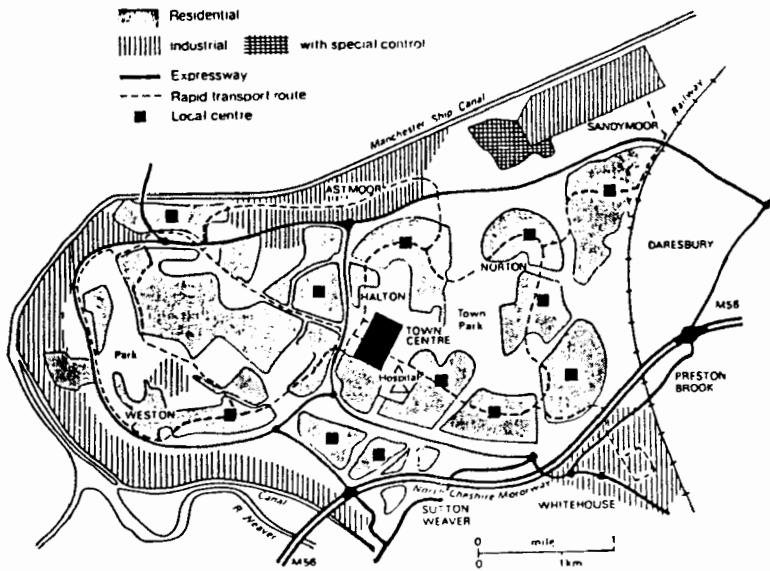 Residential
Industrial
with special control
Expressway
Rapid transport route
Local centre
Manchester Ship Canal
Railway
SANDYMOOR
ASTMOOR
DARESBURY
NORTON
HALTON
Town
Park
TOWN
CENTRE
M56
Park
Hospital
PRESTON
BROOK
WESTON
North Cheshire Motorway
Canal
R. Weaver
SUTTON
WEAVER
WHITEHOUSE
M56
0 mile 1
0 1km